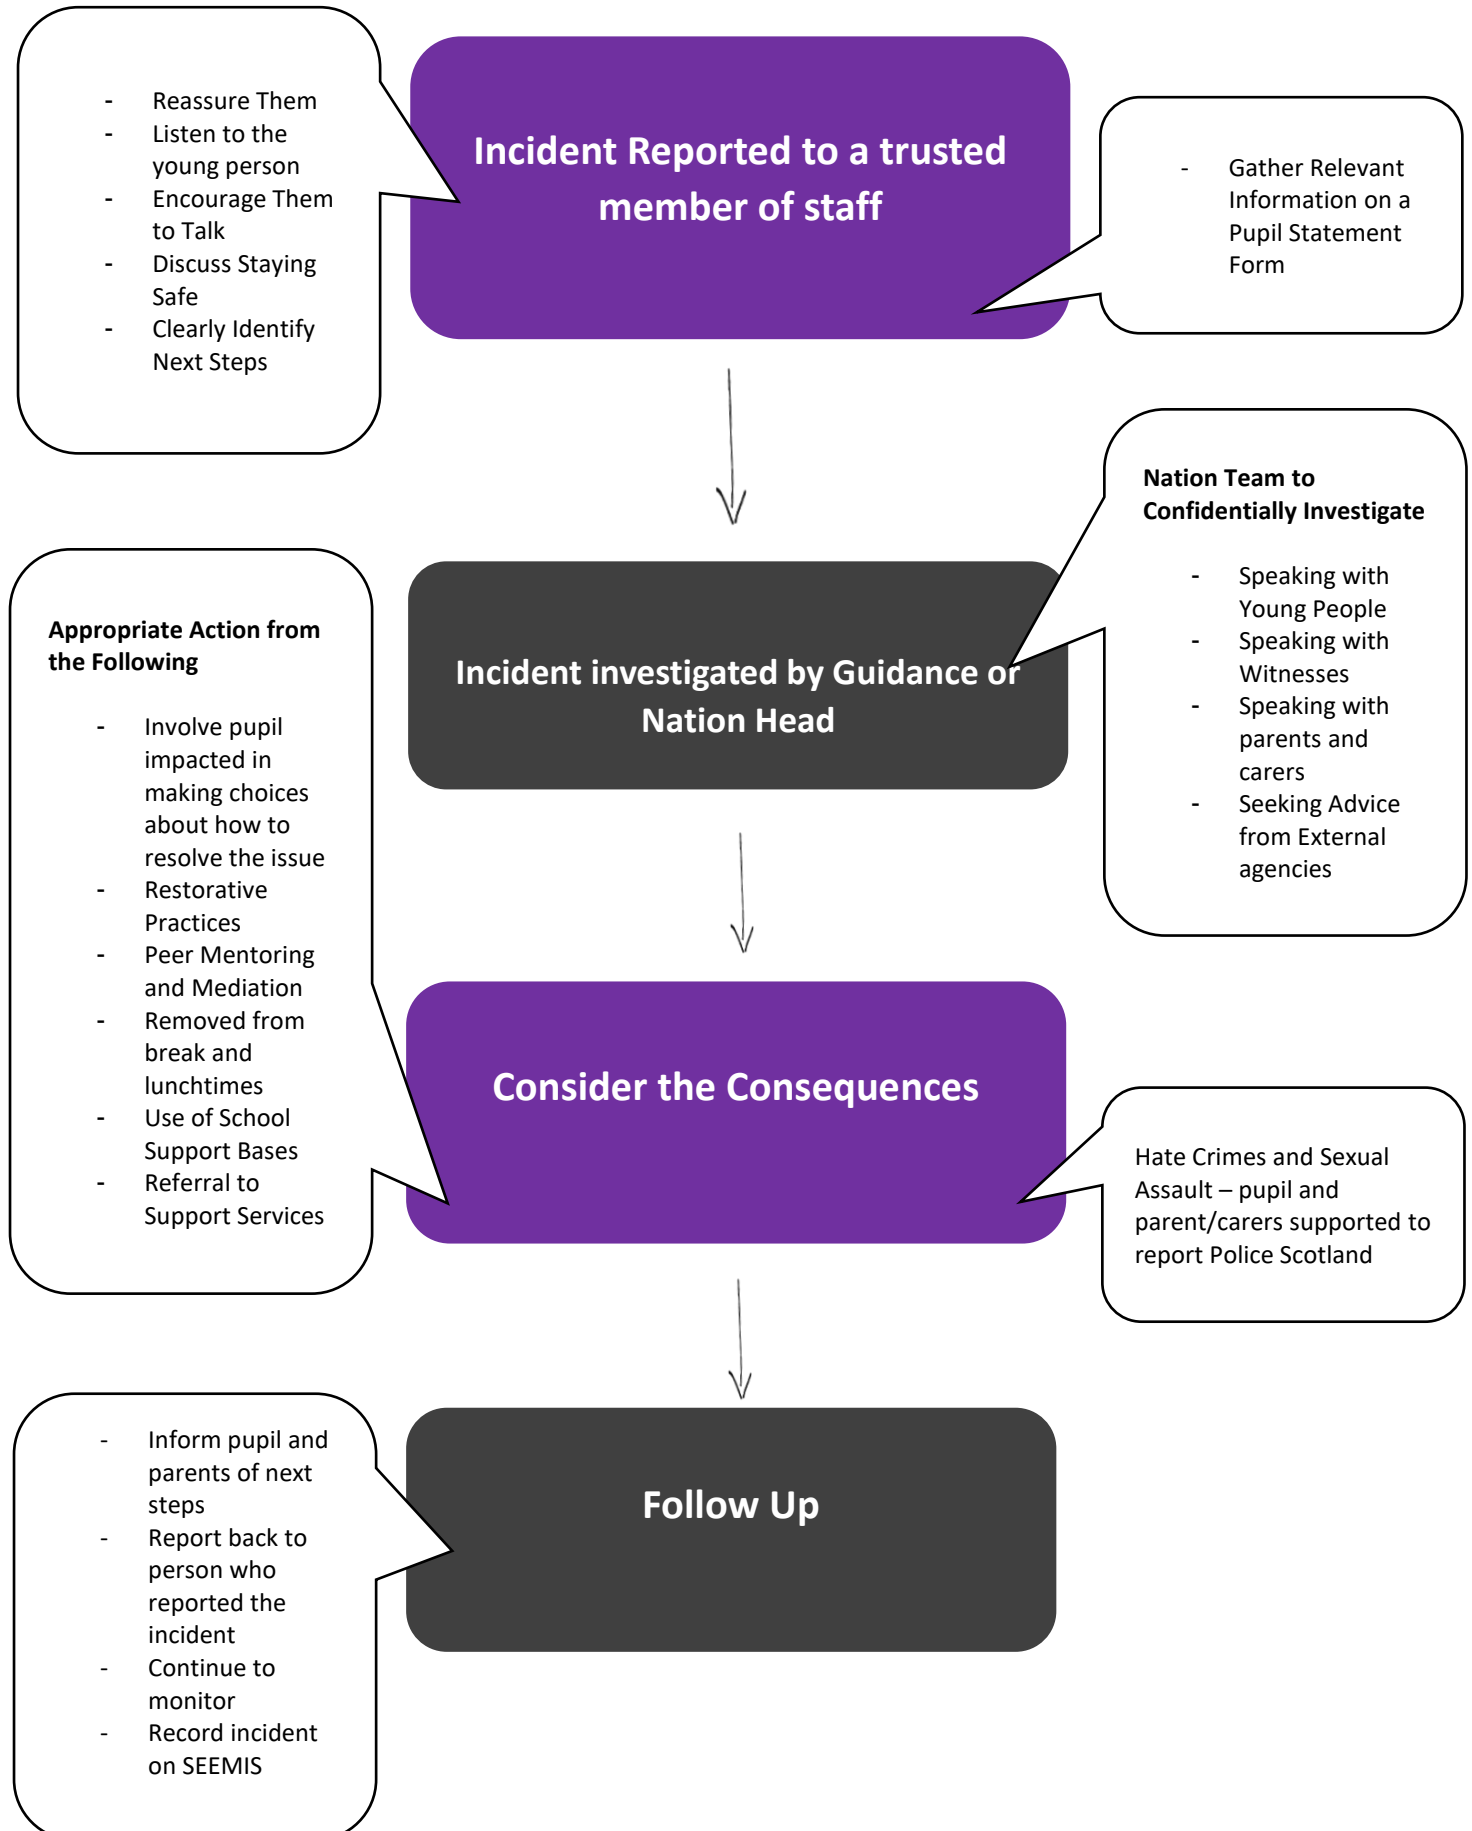 - Reassure Them
- Listen to the
young person
- Encourage Them
to Talk
- Discuss Staying
Safe
- Clearly Identify
Next Steps
Incident Reported to a trusted
member of staff
- Gather Relevant
Information on a
Pupil Statement
Form
Nation Team to
Confidentially Investigate
- Speaking with
Young People
- Speaking with
Witnesses
- Speaking with
parents and
carers
- Seeking Advice
from External
agencies
Incident investigated by Guidance or
Nation Head
Appropriate Action from
the Following
- Involve pupil
impacted in
making choices
about how to
resolve the issue
- Restorative
Practices
- Peer Mentoring
and Mediation
- Removed from
break and
lunchtimes
- Use of School
Support Bases
- Referral to
Support Services
Consider the Consequences
Hate Crimes and Sexual
Assault – pupil and
parent/carers supported to
report Police Scotland
- Inform pupil and
parents of next
steps
- Report back to
person who
reported the
incident
- Continue to
monitor
- Record incident
on SEEMIS
Follow Up